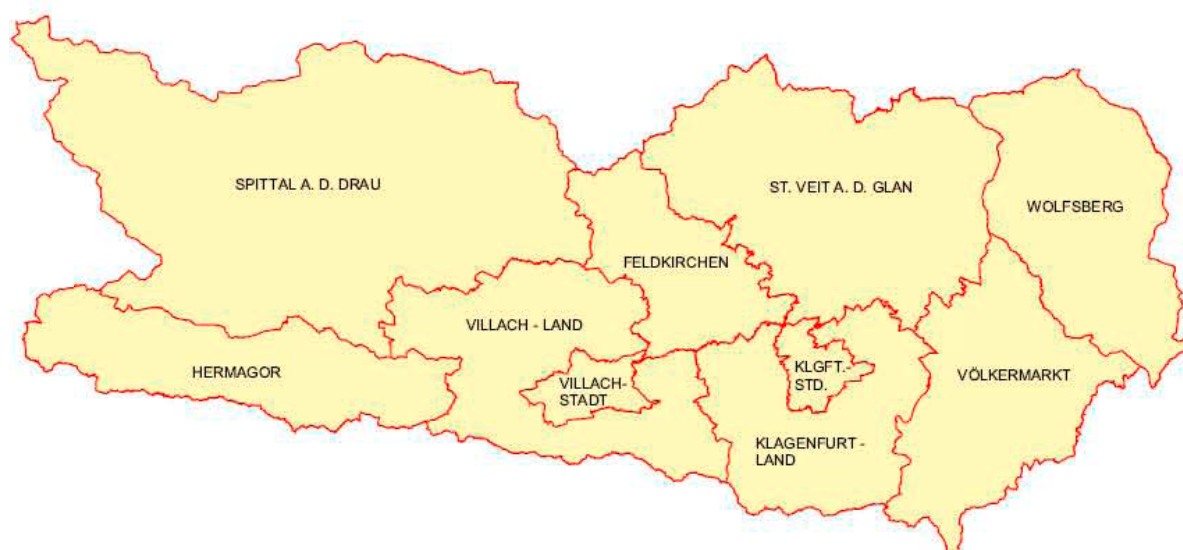 SPITTAL A. D. DRAU
ST. VEIT A. D. GLAN
WOLFSBERG
FELDKIRCHEN
VILLACH - LAND
HERMAGOR
VILLACH-
STADT
KLGFT.-
STD.
VÖLKERMARKT
KLAGENFURT -
LAND